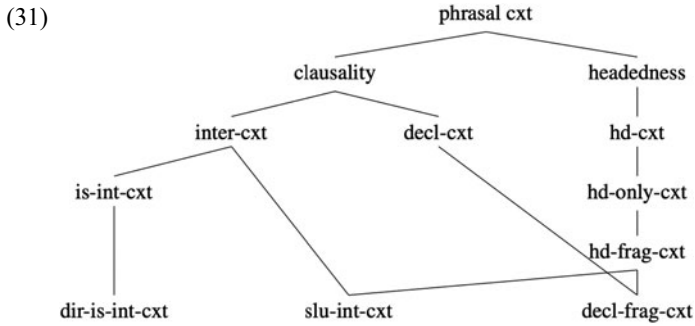 (31)
phrasal cxt
clausality headedness
inter-cxt decl-cxt hd-cxt
is-int-cxt hd-only-cxt
hd-frag-cxt
dir-is-int-cxt slu-int-cxt decl-frag-cxt